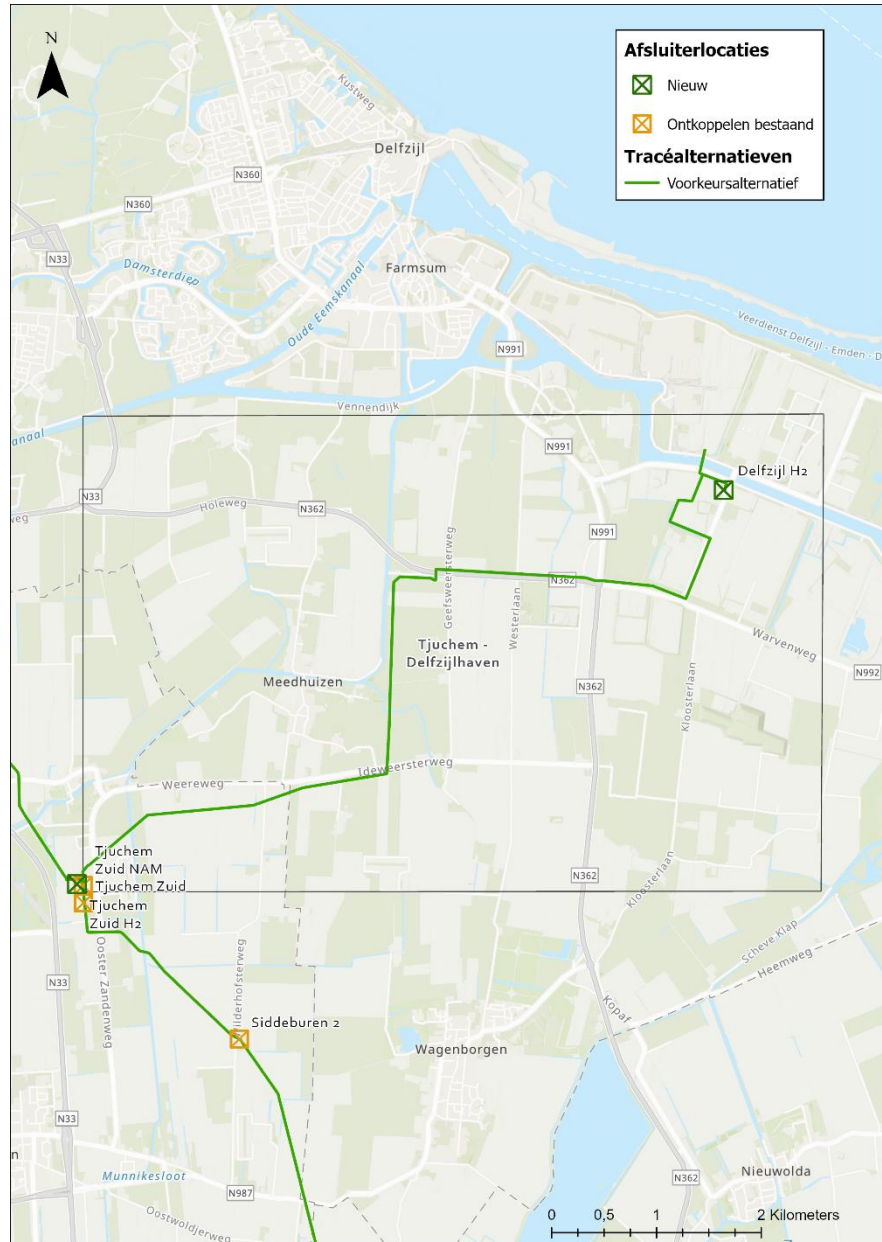 N
Afsluiterlocaties
Nieuw
Ontkoppelen bestaand
Tracéalternatieven
Voorkeursalternatief
Kustweg
Delfzijl
N360
N360
N33
Damsterdiep
Farmsum
Oude Eemskanaal
Veerdienst Delfzijl - Emden - D
N991
Vennendijk
kanaal
N991
Delfzijl H2
N33
Holeweg
N362
weg
N991
Geefsweersterweg
Westerlaan
N362
Tjuchem -
Delfzijlhaven
Warvenweg
N992
Meedhuizen
N362
Kloosterlaan
Weereweg
Ideweersterweg
Tjuchem
Zuid NAM
Tjuchem Zuid
Tjuchem
Zuid H2
N362
Kloosterlaan
Scheve Klap
Heemweg
Ooster Zandenweg
N33
ilderhofsterweg
Siddeburen 2
Kopaf
Wagenborgen
N33
n
Munnikesloot
N987
Oostwoldjerweg
N362
Nieuwolda
0 0,5 1 2 Kilometers